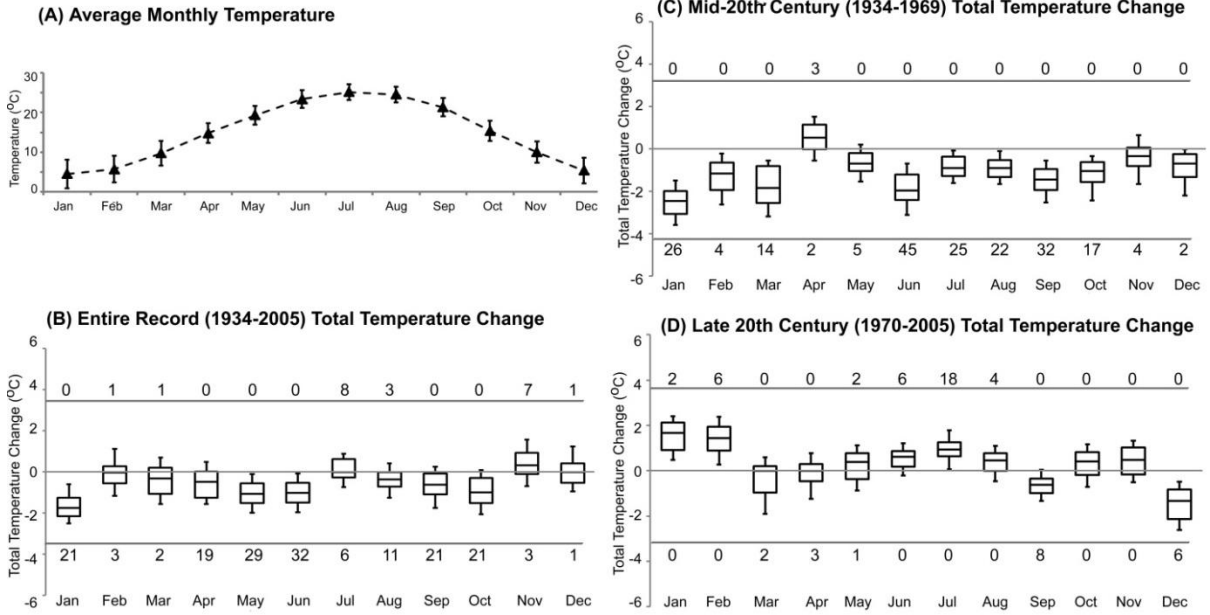 (A) Average Monthly Temperature
Temperature (°C)
30
20
10
0
Jan Feb Mar Apr May Jun Jul Aug Sep Oct Nov Dec
(B) Entire Record (1934-2005) Total Temperature Change
Total Temperature Change (°C)
6
4
2
0
-2
-4
-6
0 1 1 0 0 0 8 3 0 0 7 1
21 3 2 19 29 32 6 11 21 21 3 1
Jan Feb Mar Apr May Jun Jul Aug Sep Oct Nov Dec
(C) Mid-20th Century (1934-1969) Total Temperature Change
Total Temperature Change (°C)
6
4
2
0
-2
-4
-6
0 0 0 3 0 0 0 0 0 0 0 0
26 4 14 2 5 45 25 22 32 17 4 2
Jan Feb Mar Apr May Jun Jul Aug Sep Oct Nov Dec
(D) Late 20th Century (1970-2005) Total Temperature Change
Total Temperature Change (°C)
6
4
2
0
-2
-4
-6
2 6 0 0 2 6 18 4 0 0 0 0
0 0 2 3 1 0 0 0 8 0 0 6
Jan Feb Mar Apr May Jun Jul Aug Sep Oct Nov Dec